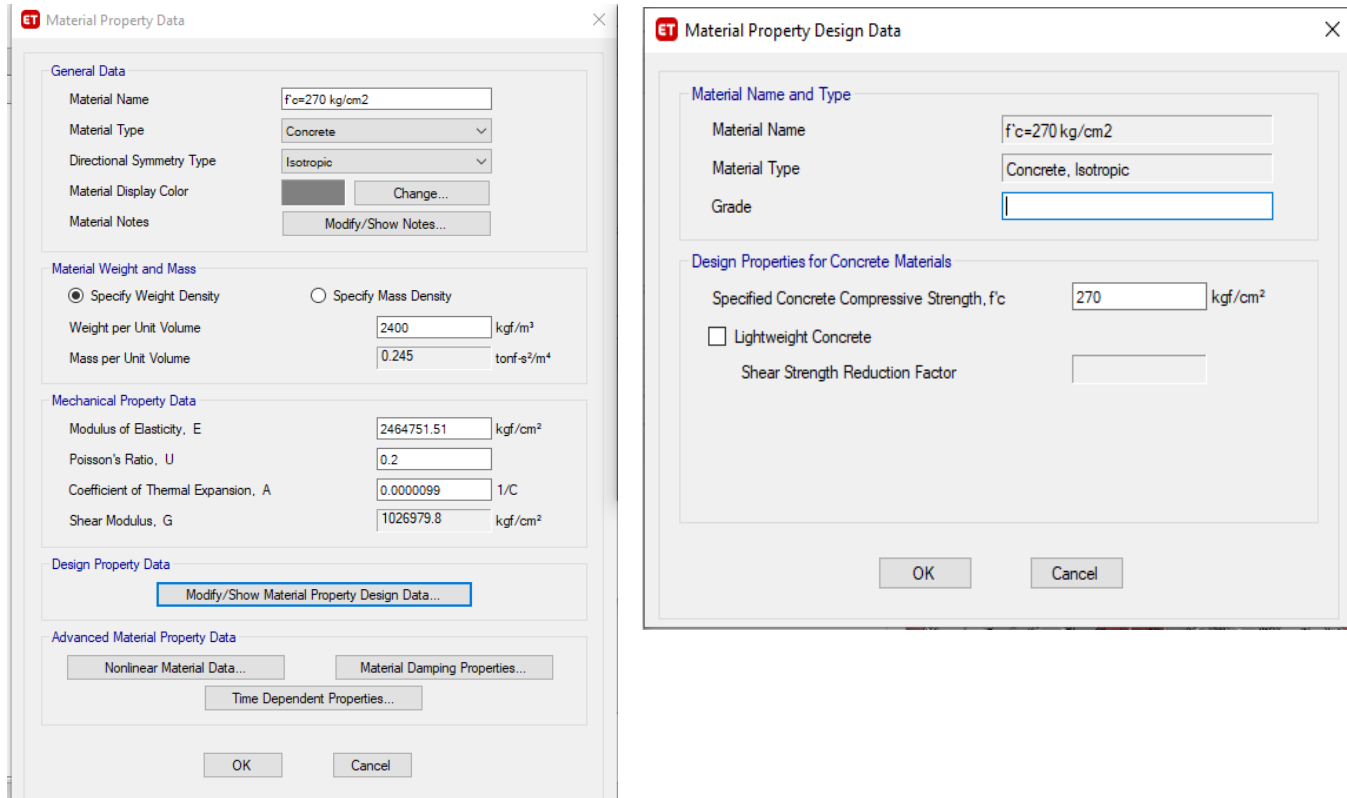 ET Material Property Data
General Data
Material Name f'c=270 kg/cm2
Material Type Concrete
Directional Symmetry Type Isotropic
Material Display Color Change...
Material Notes Modify/Show Notes...
Material Weight and Mass
Specify Weight Density Specify Mass Density
Weight per Unit Volume 2400 kgf/m³
Mass per Unit Volume 0.245 tonf-s²/m⁴
Mechanical Property Data
Modulus of Elasticity, E 2464751.51 kgf/cm²
Poisson's Ratio, U 0.2
Coefficient of Thermal Expansion, A 0.0000099 1/C
Shear Modulus, G 1026979.8 kgf/cm²
Design Property Data
Modify/Show Material Property Design Data...
Advanced Material Property Data
Nonlinear Material Data... Material Damping Properties...
Time Dependent Properties...
OK Cancel
ET Material Property Design Data
Material Name and Type
Material Name f`c=270 kg/cm2
Material Type Concrete, Isotropic
Grade
Design Properties for Concrete Materials
Specified Concrete Compressive Strength, f'c 270 kgf/cm²
Lightweight Concrete
Shear Strength Reduction Factor
OK Cancel